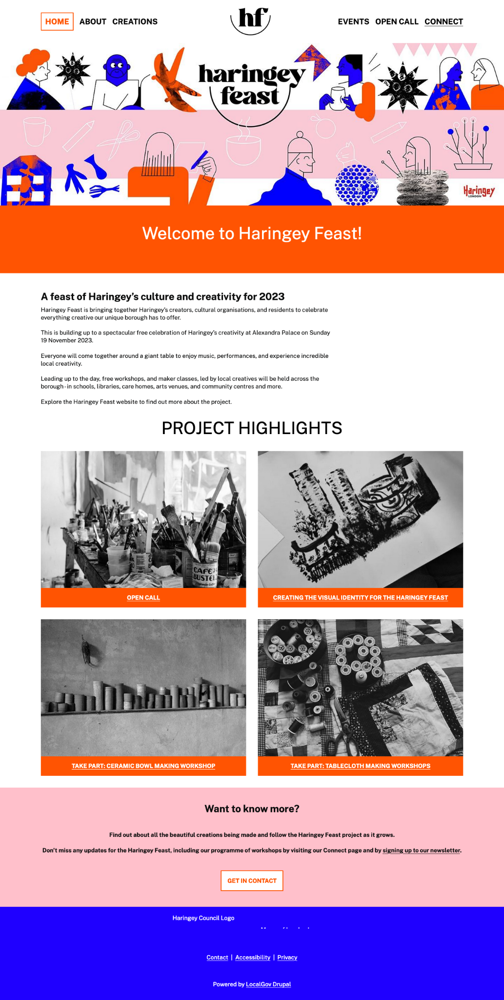 HOME ABOUT CREATIONS
hf
EVENTS OPEN CALL CONNECT
haringey
feast
Haringey
LONDON
Welcome to Haringey Feast!
A feast of Haringey’s culture and creativity for 2023
Haringey Feast is bringing together Haringey’s creators, cultural organisations, and residents to celebrate
everything creative our unique borough has to offer.
This is building up to a spectacular free celebration of Haringey’s creativity at Alexandra Palace on Sunday
19 November 2023.
Everyone will come together around a giant table to enjoy music, performances, and experience incredible
local creativity.
Leading up to the day, free workshops, and maker classes, led by local creatives will be held across the
borough - in schools, libraries, care homes, arts venues, and community centres and more.
Explore the Haringey Feast website to find out more about the project.
PROJECT HIGHLIGHTS
CAFE
BUSTEL
OPEN CALL
CREATING THE VISUAL IDENTITY FOR THE HARINGEY FEAST
TAKE PART: CERAMIC BOWL MAKING WORKSHOP
TAKE PART: TABLECLOTH MAKING WORKSHOPS
Want to know more?
Find out about all the beautiful creations being made and follow the Haringey Feast project as it grows.
Don’t miss any updates for the Haringey Feast, including our programme of workshops by visiting our Connect page and by signing up to our newsletter.
GET IN CONTACT
Haringey Council Logo
Contact | Accessibility | Privacy
Powered by LocalGov Drupal